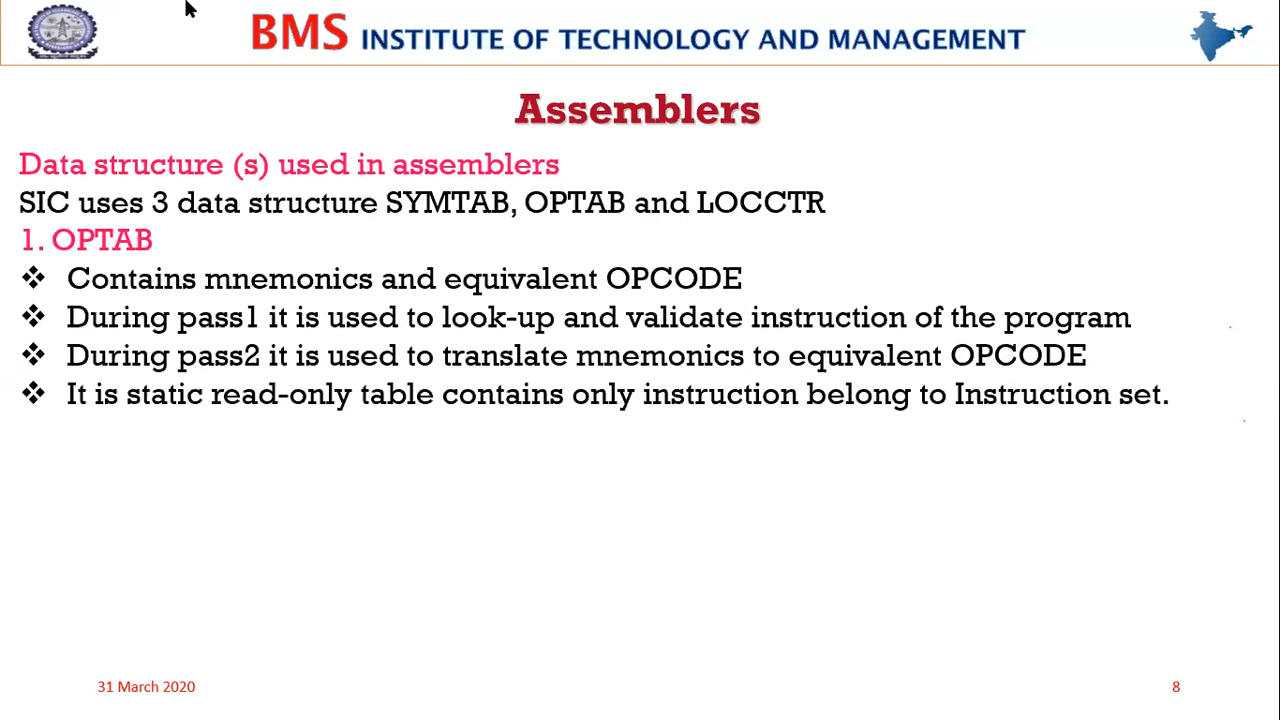 BMS INSTITUTE OF TECHNOLOGY AND MANAGEMENT
Assemblers
Data structure (s) used in assemblers
SIC uses 3 data structure SYMTAB, OPTAB and LOCCTR
1. OPTAB
❖ Contains mnemonics and equivalent OPCODE
❖ During pass1 it is used to look-up and validate instruction of the program
❖ During pass2 it is used to translate mnemonics to equivalent OPCODE
❖ It is static read-only table contains only instruction belong to Instruction set.
31 March 2020
8